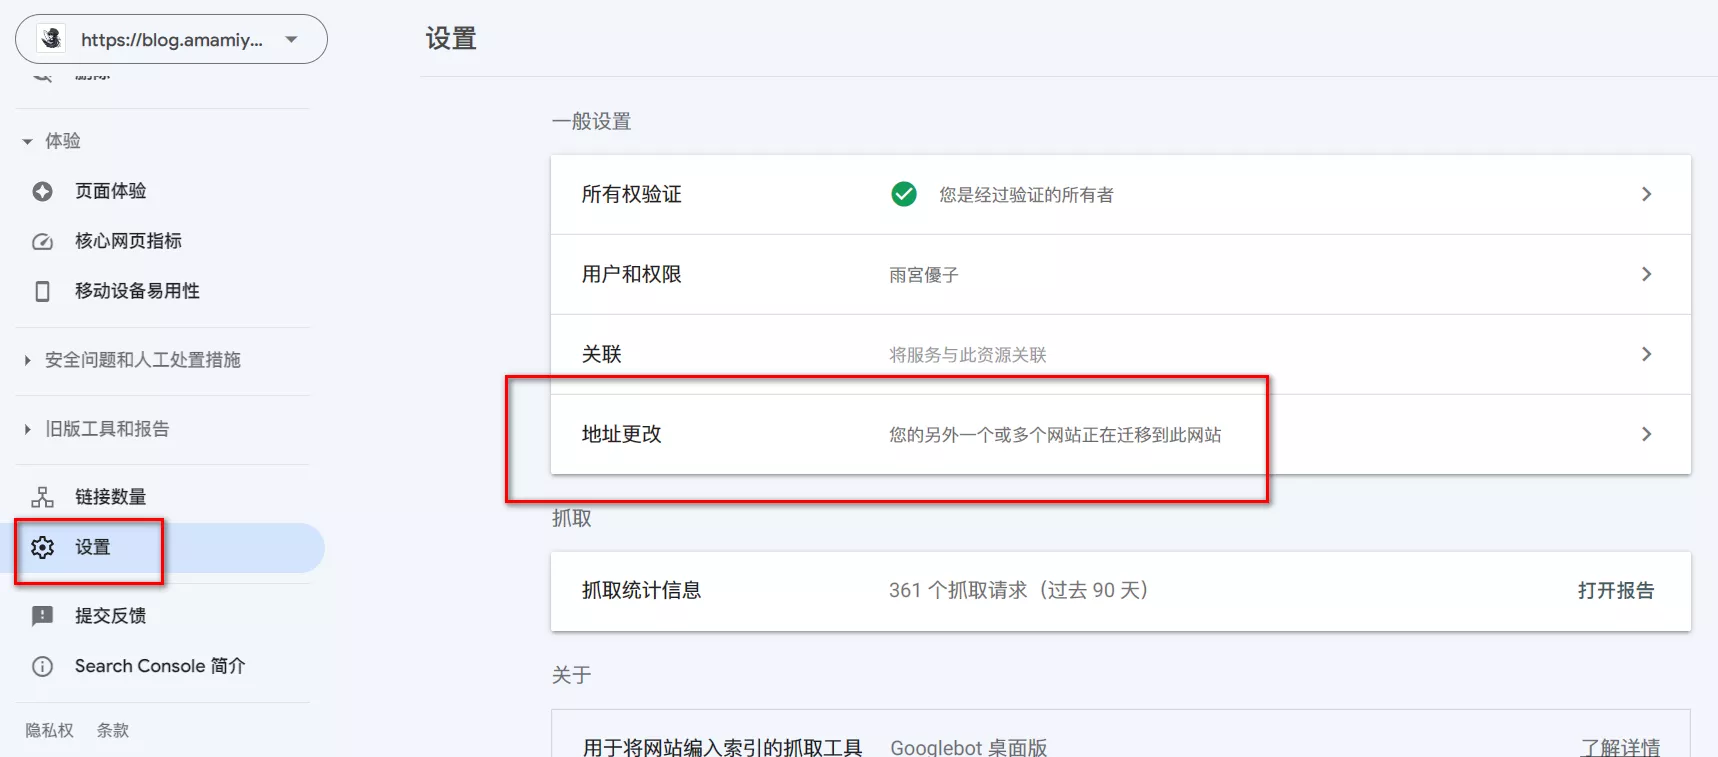 https://blog.amamiy...
设置
体验
页面体验
核心网页指标
移动设备易用性
安全问题和人工处置措施
旧版工具和报告
链接数量
设置
提交反馈
Search Console 简介
隐私权 条款
一般设置
所有权验证 您是经过验证的所有者
用户和权限 雨宮優子
关联 将服务与此资源关联
地址更改 您的另外一个或多个网站正在迁移到此网站
抓取
抓取统计信息 361 个抓取请求（过去 90 天） 打开报告
关于
用于将网站编入索引的抓取工具 Googlebot 桌面版 了解详情